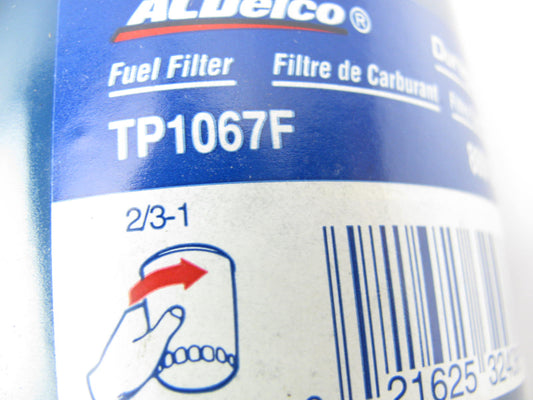 ACDelco®
Fuel Filter Filtre de Carburant
TP1067F
2/3-1
21625